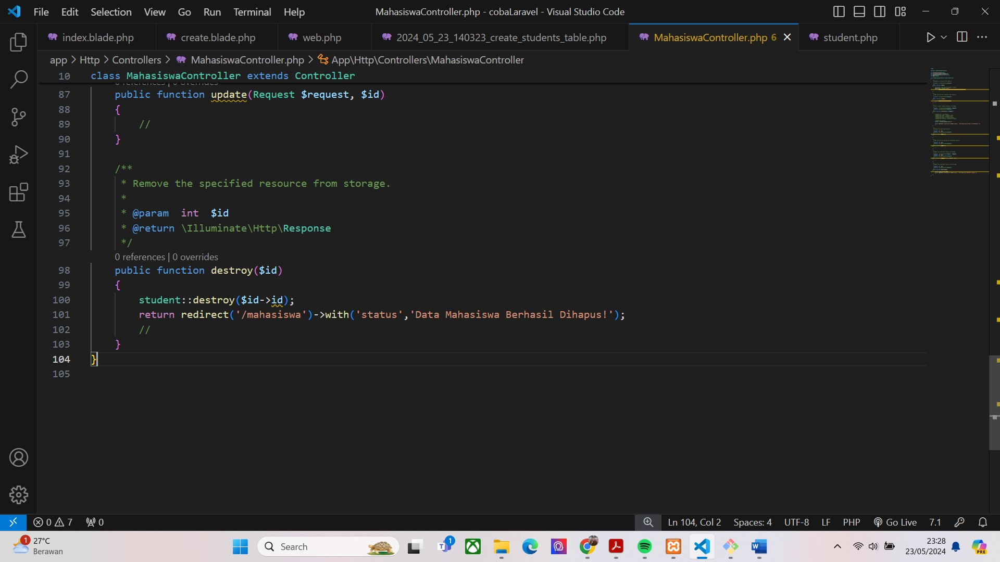 File Edit Selection View Go Run Terminal Help MahasiswaController.php - cobaLaravel - Visual Studio Code
index.blade.php create.blade.php web.php 2024_05_23_140323_create_students_table.php MahasiswaController.php 6 student.php
app > Http > Controllers > MahasiswaController.php > App\Http\Controllers\MahasiswaController
10 class MahasiswaController extends Controller
0 references | 0 overrides
87 public function update(Request $request, $id)
88 {
89 //
90 }
91
92 /**
93 * Remove the specified resource from storage.
94 *
95 * @param  int  $id
96 * @return \Illuminate\Http\Response
97 */
0 references | 0 overrides
98 public function destroy($id)
99 {
100 student::destroy($id->id);
101 return redirect('/mahasiswa')->with('status','Data Mahasiswa Berhasil Dihapus!');
102 //
103 }
104 }
105
0 7 0 Ln 104, Col 2 Spaces: 4 UTF-8 LF PHP Go Live 7.1
1 27°C
Berawan
Search
1
23:28
23/05/2024
PRE